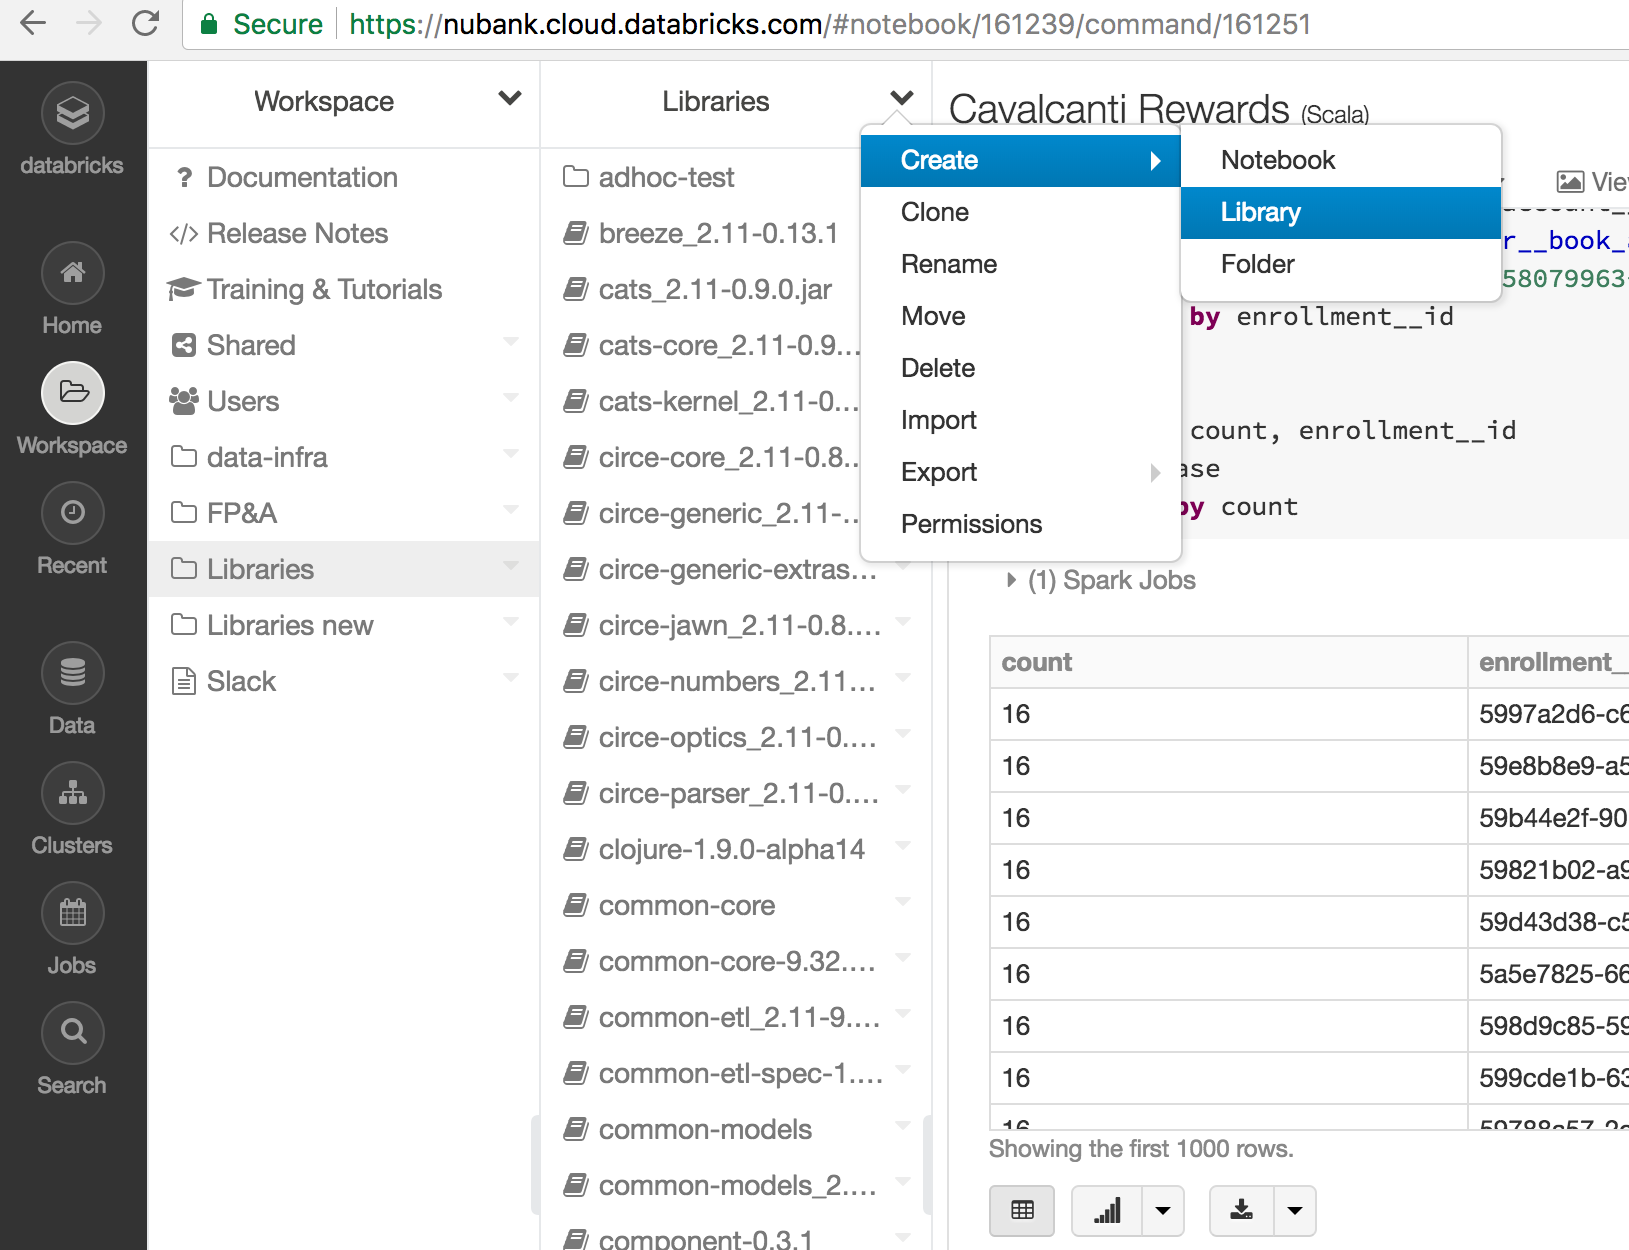 Secure https://nubank.cloud.databricks.com/#notebook/161239/command/161251
databricks
Home
Workspace
Recent
Data
Clusters
Jobs
Search
Workspace
? Documentation
</> Release Notes
Training & Tutorials
Shared
Users
data-infra
FP&A
Libraries
Libraries new
Slack
Libraries
adhoc-test
breeze_2.11-0.13.1
cats_2.11-0.9.0.jar
cats-core_2.11-0.9...
cats-kernel_2.11-0...
circe-core_2.11-0.8...
circe-generic_2.11-...
circe-generic-extras...
circe-jawn_2.11-0.8....
circe-numbers_2.11...
circe-optics_2.11-0....
circe-parser_2.11-0....
clojure-1.9.0-alpha14
common-core
common-core-9.32....
common-etl_2.11-9....
common-etl-spec-1....
common-models
common-models_2....
component-0.3.1
Create
Clone
Rename
Move
Delete
Import
Export
Permissions
Notebook
Library
Folder
Cavalcanti Rewards (Scala)
Vie
r__book_
58079963
by enrollment__id
count, enrollment__id
ase
by count
(1) Spark Jobs
count enrollment__
16 5997a2d6-c6
16 59e8b8e9-a5
16 59b44e2f-90
16 59821b02-a9
16 59d43d38-c5
16 5a5e7825-66
16 598d9c85-59
16 599cde1b-63
16
Showing the first 1000 rows.